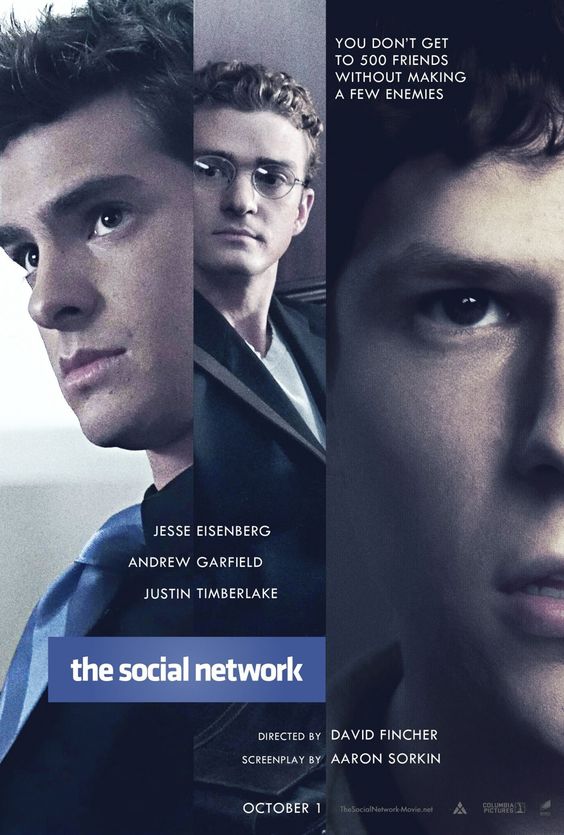 YOU DON'T GET
TO 500 FRIENDS
WITHOUT MAKING
A FEW ENEMIES
JESSE EISENBERG
ANDREW GARFIELD
JUSTIN TIMBERLAKE
the social network
DIRECTED BY DAVID FINCHER
SCREENPLAY BY AARON SORKIN
OCTOBER 1 TheSocialNetwork-Movie.net COLUMBIA
PICTURES